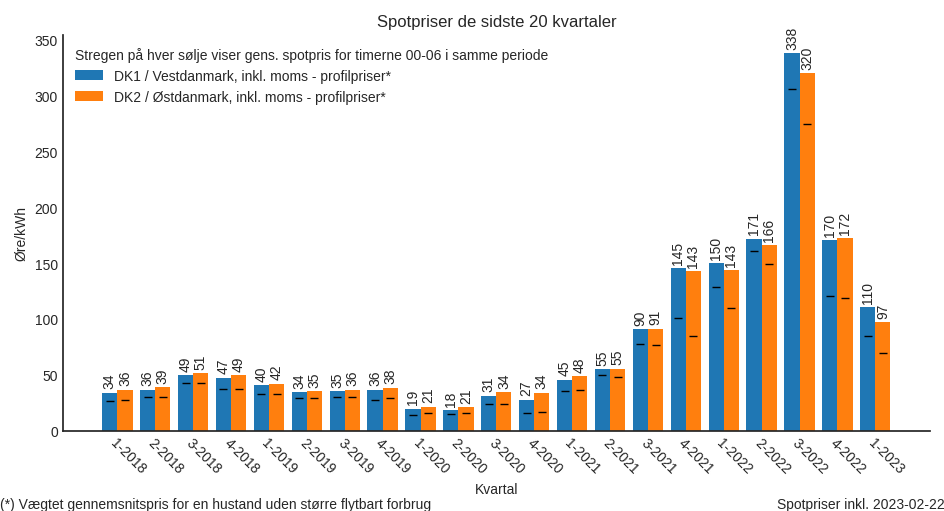 Spotpriser de sidste 20 kvartaler
Stregen på hver sølje viser gens. spotpris for timerne 00-06 i samme periode
DK1 / Vestdanmark, inkl. moms - profilpriser*
DK2 / Østdanmark, inkl. moms - profilpriser*
Øre/kWh
350
300
250
200
150
100
50
0
34 36 36 39 49 51 47 49 40 42 34 35 35 36 36 38 19 21 18 21 31 34 27 34 45 48 55 55 90 91 145 143 150 143 171 166 338 320 170 172 110 97
1-2018 2-2018 3-2018 4-2018 1-2019 2-2019 3-2019 4-2019 1-2020 2-2020 3-2020 4-2020 1-2021 2-2021 3-2021 4-2021 1-2022 2-2022 3-2022 4-2022 1-2023
Kvartal
(*) Vægtet gennemsnitspris for en hustand uden større flytbart forbrug
Spotpriser inkl. 2023-02-22